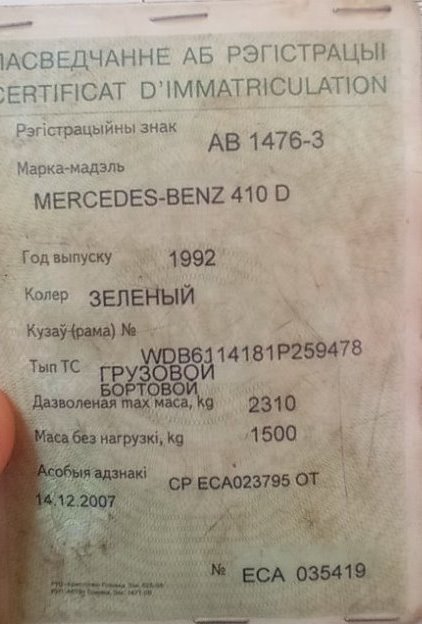 ПАСВЕДЧАННЕ АБ РЭГІСТРАЦЫІ
CERTIFICAT D'IMMATRICULATION
Рэгістрацыйны знак АВ 1476-3
Марка-мадэль
MERCEDES-BENZ 410 D
Год выпуску 1992
Колер ЗЕЛЕНЫЙ
Кузаў (рама) №
WDB6114181P259478
Тып ТС ГРУЗОВОЙ
БОРТОВОЙ
Дазволеная max маса, kg 2310
Маса без нагрузкі, kg 1500
Асобыя адзнакі СР ЕСА023795 ОТ
14.12.2007
№ ECA 035419